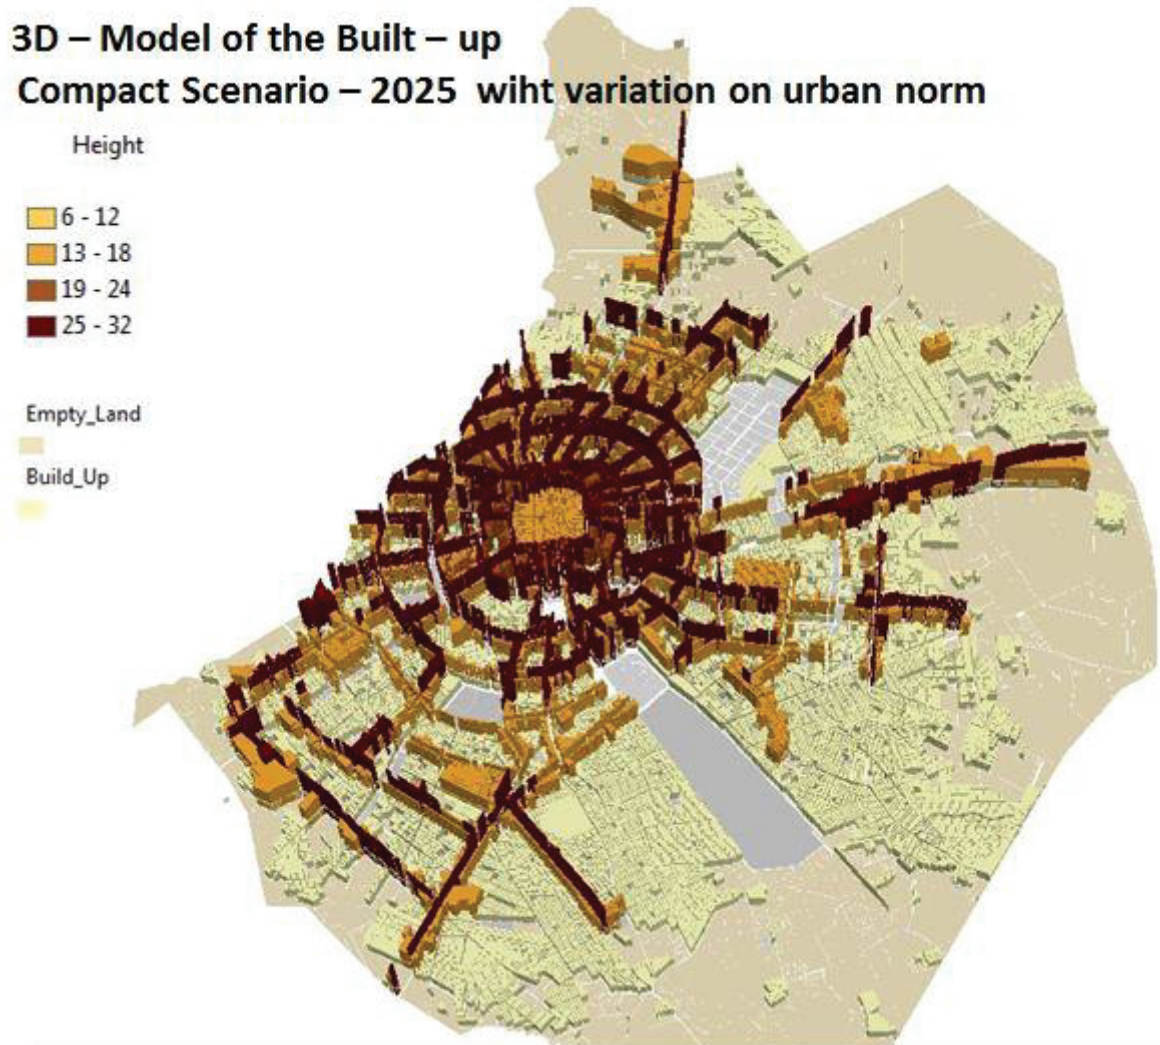 3D – Model of the Built – up
Compact Scenario – 2025 wiht variation on urban norm
Height
6 - 12
13 - 18
19 - 24
25 - 32
Empty_Land
Build_Up